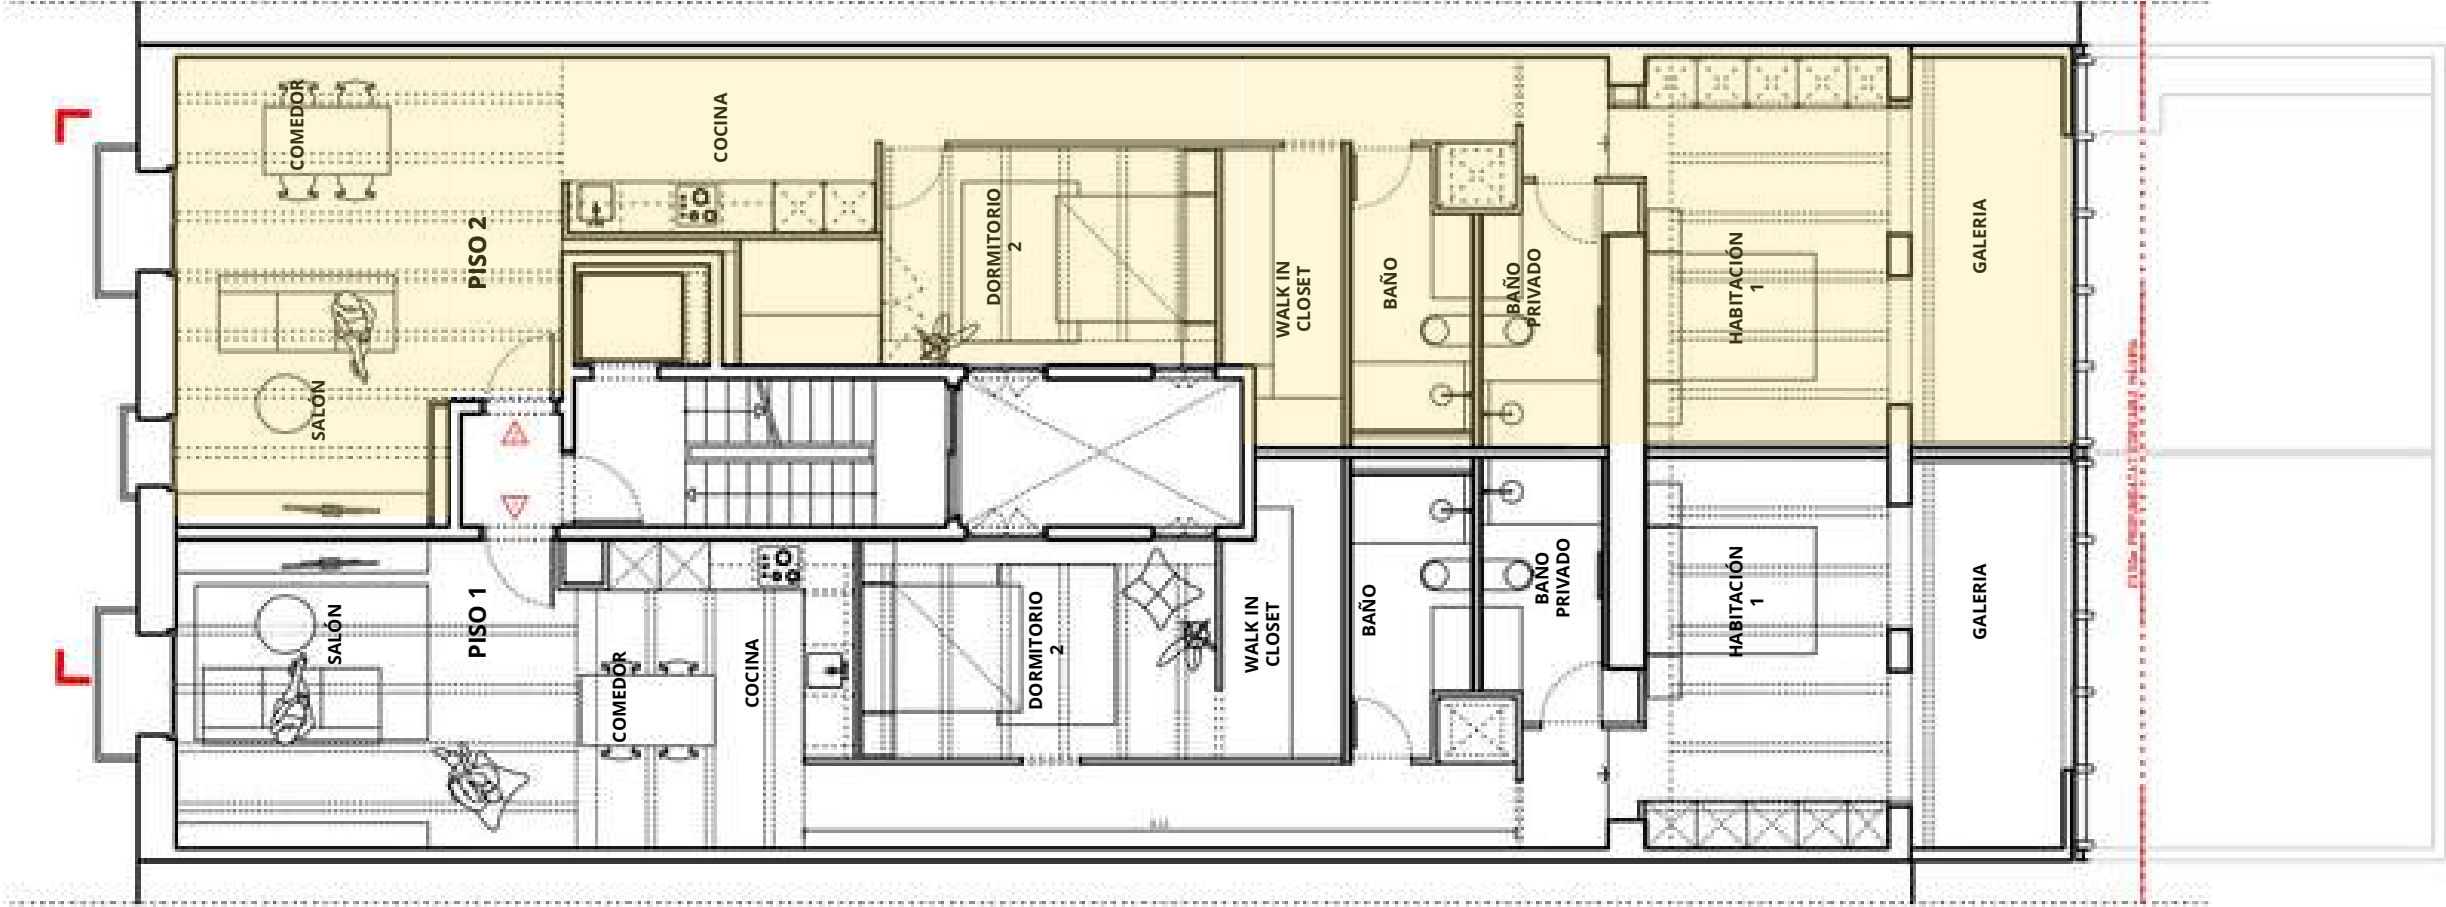 PISO 2
COMEDOR
SALÓN
COCINA
DORMITORIO
2
WALK IN
CLOSET
BAÑO
BAÑO
PRIVADO
HABITACIÓN
1
GALERIA
PISO 1
SALÓN
COMEDOR
COCINA
DORMITORIO
2
WALK IN
CLOSET
BAÑO
BAÑO
PRIVADO
HABITACIÓN
1
GALERIA